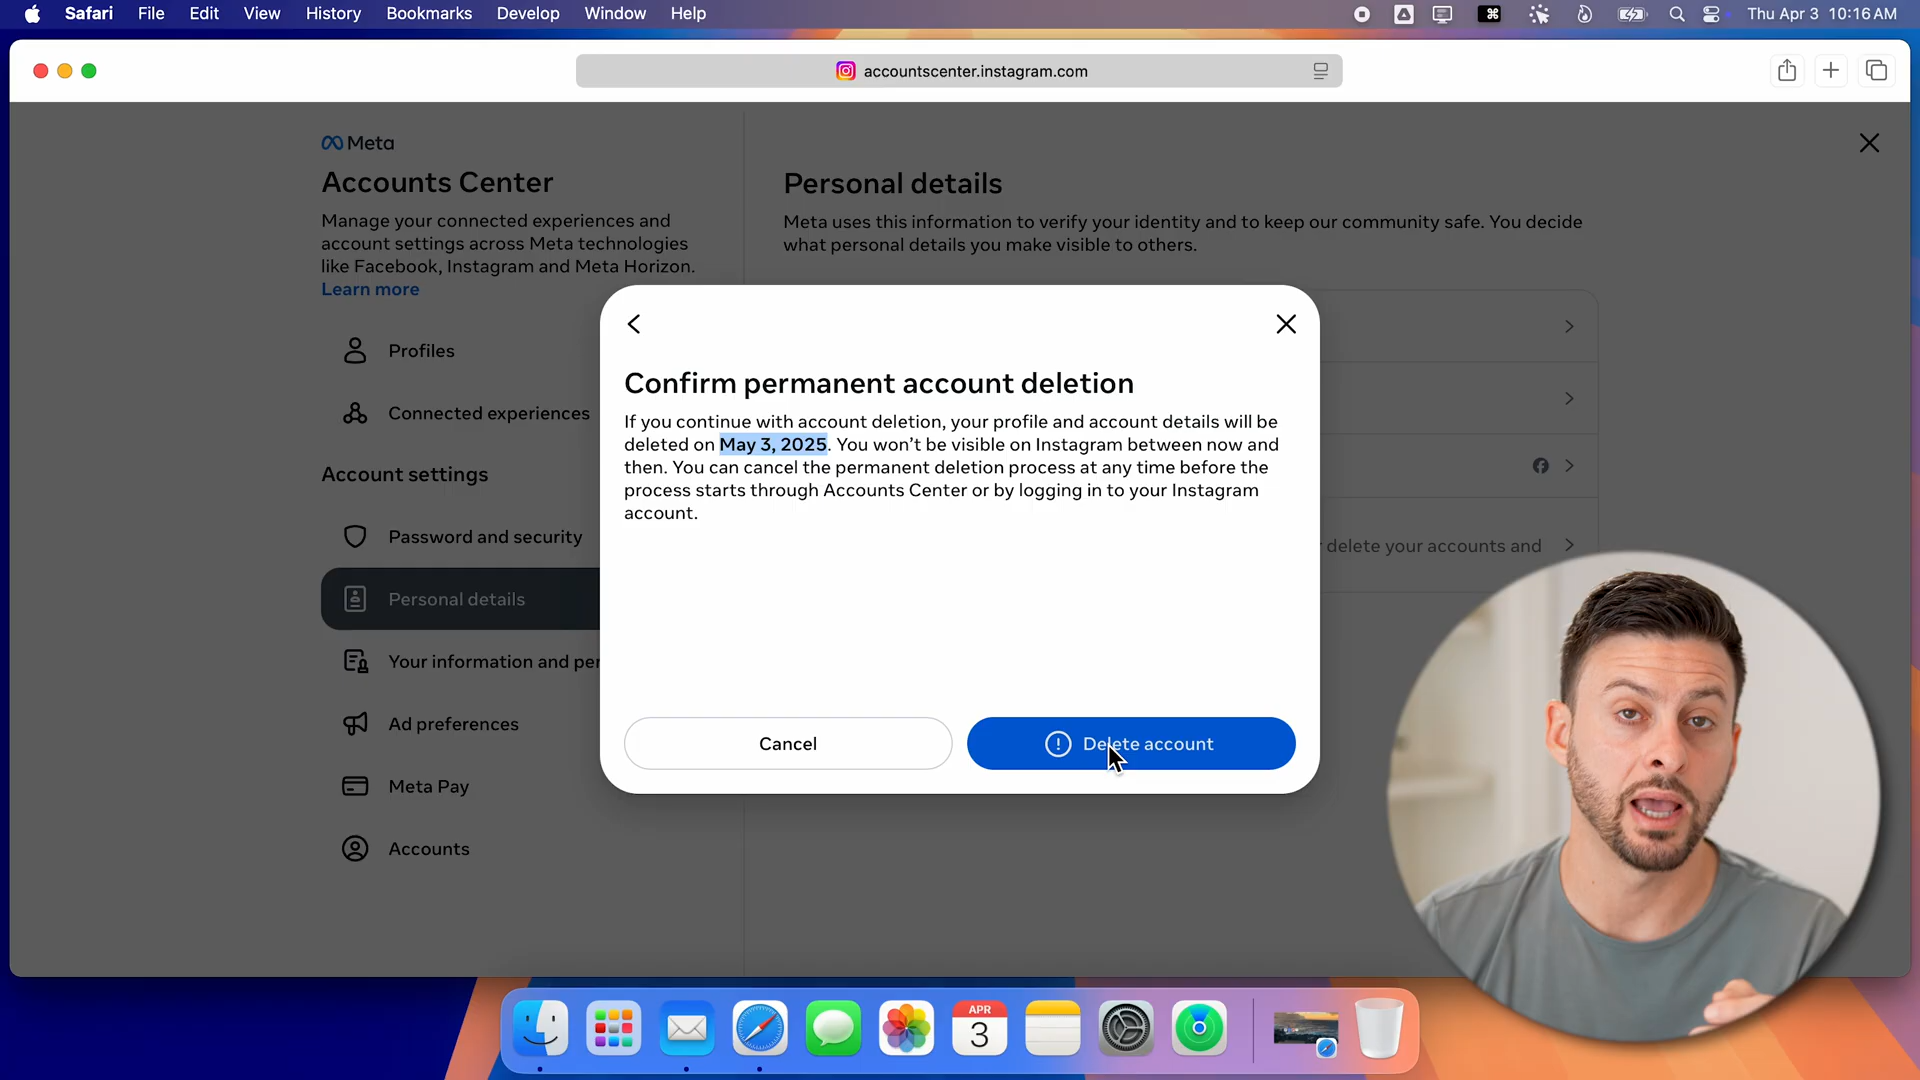 Safari File Edit View History Bookmarks Develop Window Help
Thu Apr 3 10:16 AM
accountscenter.instagram.com
Meta
Accounts Center
Manage your connected experiences and
account settings across Meta technologies
like Facebook, Instagram and Meta Horizon.
Learn more
Profiles
Connected experiences
Account settings
Password and security
Personal details
Your information and per
Ad preferences
Meta Pay
Accounts
Personal details
Meta uses this information to verify your identity and to keep our community safe. You decide
what personal details you make visible to others.
delete your accounts and
Confirm permanent account deletion
If you continue with account deletion, your profile and account details will be
deleted on May 3, 2025. You won’t be visible on Instagram between now and
then. You can cancel the permanent deletion process at any time before the
process starts through Accounts Center or by logging in to your Instagram
account.
Cancel
Delete account
APR
3